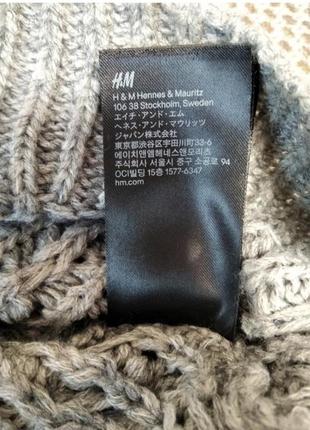 H&M
H & M Hennes & Mauritz
106 38 Stockholm, Sweden
エイチ・アンド・エム
ヘネス・アンド・マウリッツ
ジャパン株式会社
東京都渋谷区宇田川町33-6
에이치앤엠헤네스앤모리츠
주식회사 서울시 중구 소공로 94
OCI빌딩 15층 1577-6347
hm.com